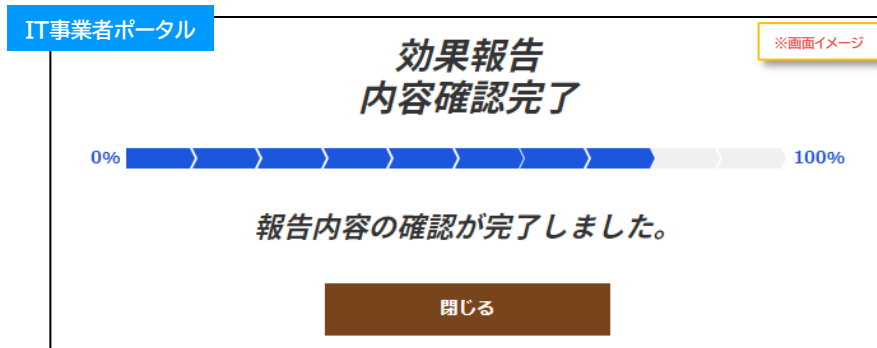 IT事業者ポータル
※画面イメージ
効果報告
内容確認完了
0% 100%
報告内容の確認が完了しました。
閉じる